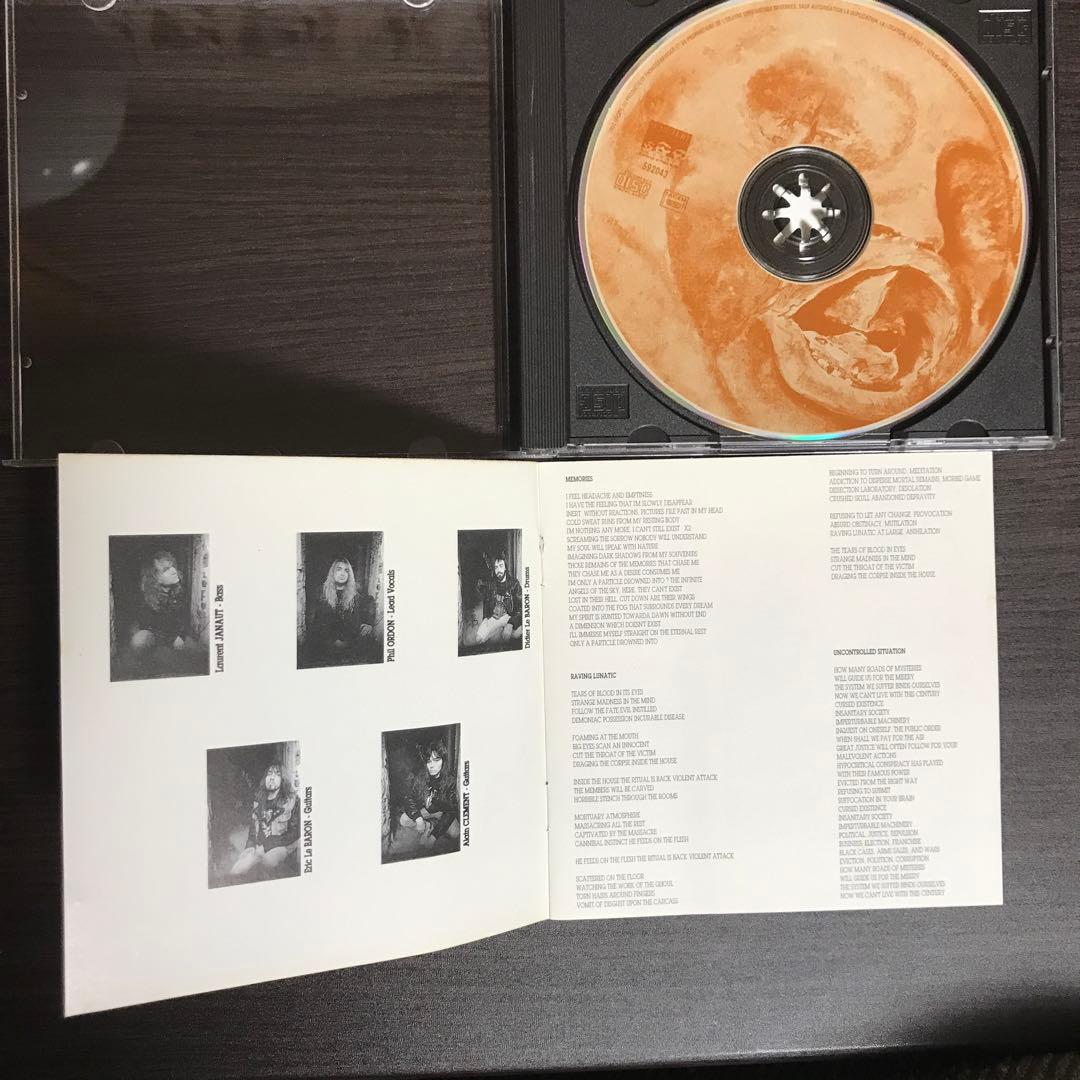 592043
Laurent JANAUT - Bass
Phil ORDON - Lead Vocals
Didier Le BARON - Drums
Eric Le BARON - Guitars
Alain CLEMENT - Guitars
MEMORIES
I FEEL HEADACHE AND EMPTINESS
I HAVE THE FEELING THAT I'M SLOWLY DISAPPEAR
INERT, WITHOUT REACTIONS, PICTURES FILE PAST IN MY HEAD
COLD SWEAT RUNS FROM MY RESTING BODY
I'M NOTHING ANY MORE, I CAN'T STILL EXIST X2
SCREAMING THE SORROW NOBODY WILL UNDERSTAND
MY SOUL WILL SPEAK WITH NATURE
IMAGINING DARK SHADOWS FROM MY SOUVENIRS
THOSE REMAINS OF THE MEMORIES THAT CHASE ME
THEY CHASE ME AS A DESIRE CONSUMES ME
I'M ONLY A PARTICLE DROWNED INTO ? THE INFINITE
ANGELS OF THE SKY, HERE, THEY CAN'T EXIST
LOST IN THEIR HELL, CUT DOWN ARE THEIR WINGS
COATED INTO THE FOG THAT SURROUNDS EVERY DREAM
MY SPIRIT IS HUNTED TOWARDA DAWN WITHOUT END
A DIMENSION WHICH DOESN'T EXIST
I'LL IMMERSE MYSELF STRAIGHT ON THE ETERNAL REST
ONLY A PARTICLE DROWNED INTO
RAVING LUNATIC
TEARS OF BLOOD IN ITS EYES
STRANGE MADNESS IN THE MIND
FOLLOW THE FATE EVIL INSTILLED
DEMONIAC POSSESSION INCURABLE DISEASE
FOAMING AT THE MOUTH
BIG EYES SCAN AN INNOCENT
CUT THE THROAT OF THE VICTIM
DRAGING THE CORPSE INSIDE THE HOUSE
INSIDE THE HOUSE THE RITUAL IS BACK VIOLENT ATTACK
THE MEMBERS WILL BE CARVED
HORRIBLE STENCH THROUGH THE ROOMS
MORTUARY ATMOSPHERE
MASSACRING ALL THE REST
CAPTIVATED BY THE MASSACRE
CANNIBAL INSTINCT HE FEEDS ON THE FLESH
HE FEEDS ON THE FLESH THE RITUAL IS BACK VIOLENT ATTACK
SCATTERED ON THE FLOOR
WATCHING THE WORK OF THE GHOUL
TORN HAIRS AROUND FINGERS
VOMIT OF DISGUST UPON THE CARCASS
BEGINNING TO TURN AROUND, MEDITATION
ADDICTION TO DISPERSE MORTAL REMAINS, MORBID GAME
DISSECTION LABORATORY, DESOLATION
CRUSHED SKULL ABANDONED DEPRAVITY
REFUSING TO LET ANY CHANGE, PROVOCATION
ABSURD OBSTINACY, MUTILATION
RAVING LUNATIC AT LARGE, ANIHILATION
THE TEARS OF BLOOD IN EYES
STRANGE MADNESS IN THE MIND
CUT THE THROAT OF THE VICTIM
DRAGING THE CORPSE INSIDE THE HOUSE
UNCONTROLLED SITUATION
HOW MANY ROADS OF MYSTERIES
WILL GUIDE US FOR THE MISERY
THE SYSTEM WE SUFFER BINDS OURSELVES
NOW WE CAN'T LIVE WITH THIS CENTURY
CURSED EXISTENCE
INSANITARY SOCIETY
IMPERTURBABLE MACHINERY
INQUEST ON ONESELF, THE PUBLIC ORDER
WHEN SHALL WE PAY FOR THE AIR
GREAT JUSTICE WILL OFTEN FOLLOW FOR YOUR
MALEVOLENT ACTIONS
HYPOCRITICAL CONSPIRACY HAS PLAYED
WITH THEIR FAMOUS POWER
EVICTED FROM THE RIGHT WAY
REFUSING TO SUBMIT
SUFFOCATION IN YOUR BRAIN
CURSED EXISTENCE
INSANITARY SOCIETY
IMPERTURBABLE MACHINERY
POLITICAL, JUSTICE, REPULSION
BUSINESS, ELECTION, FRANCHISE
BLACK CASES, ARMS SALES, AND WARS
EVICTION, POLUTION, CORRUPTION
HOW MANY ROADS OF MISTERIES
WILL GUIDE US FOR THE MISERY
THE SYSTEM WE SUFFER BINDS OURSELVES
NOW WE CAN'T LIVE WITH THIS CENTURY